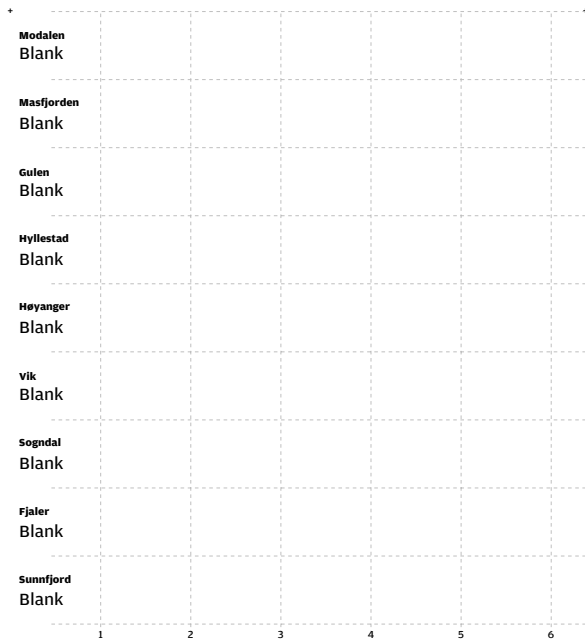 Modalen
Blank
Masfjorden
Blank
Gulen
Blank
Hyllestad
Blank
Høyanger
Blank
Vik
Blank
Sogndal
Blank
Fjaler
Blank
Sunnfjord
Blank
1 2 3 4 5 6